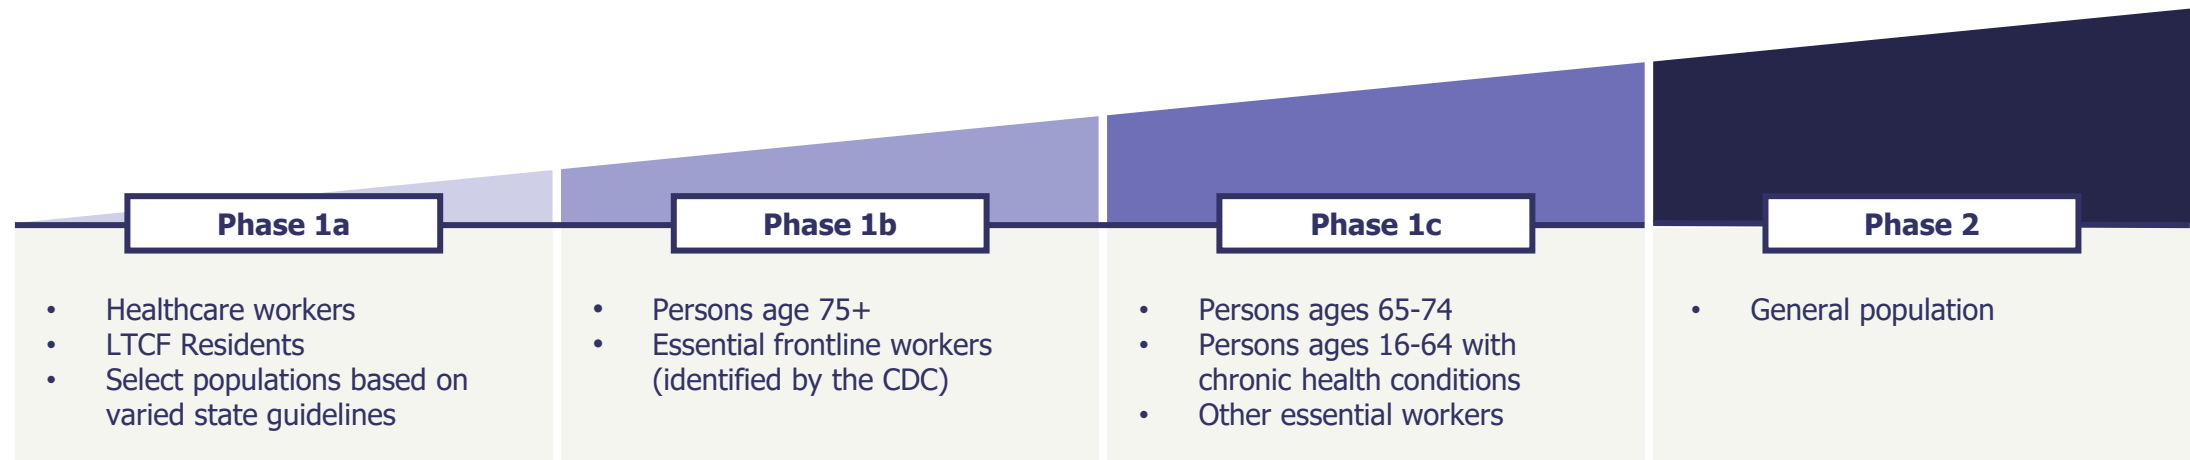 Phase 1a
• Healthcare workers
• LTCF Residents
• Select populations based on
varied state guidelines
Phase 1b
• Persons age 75+
• Essential frontline workers
(identified by the CDC)
Phase 1c
• Persons ages 65-74
• Persons ages 16-64 with
chronic health conditions
• Other essential workers
Phase 2
• General population